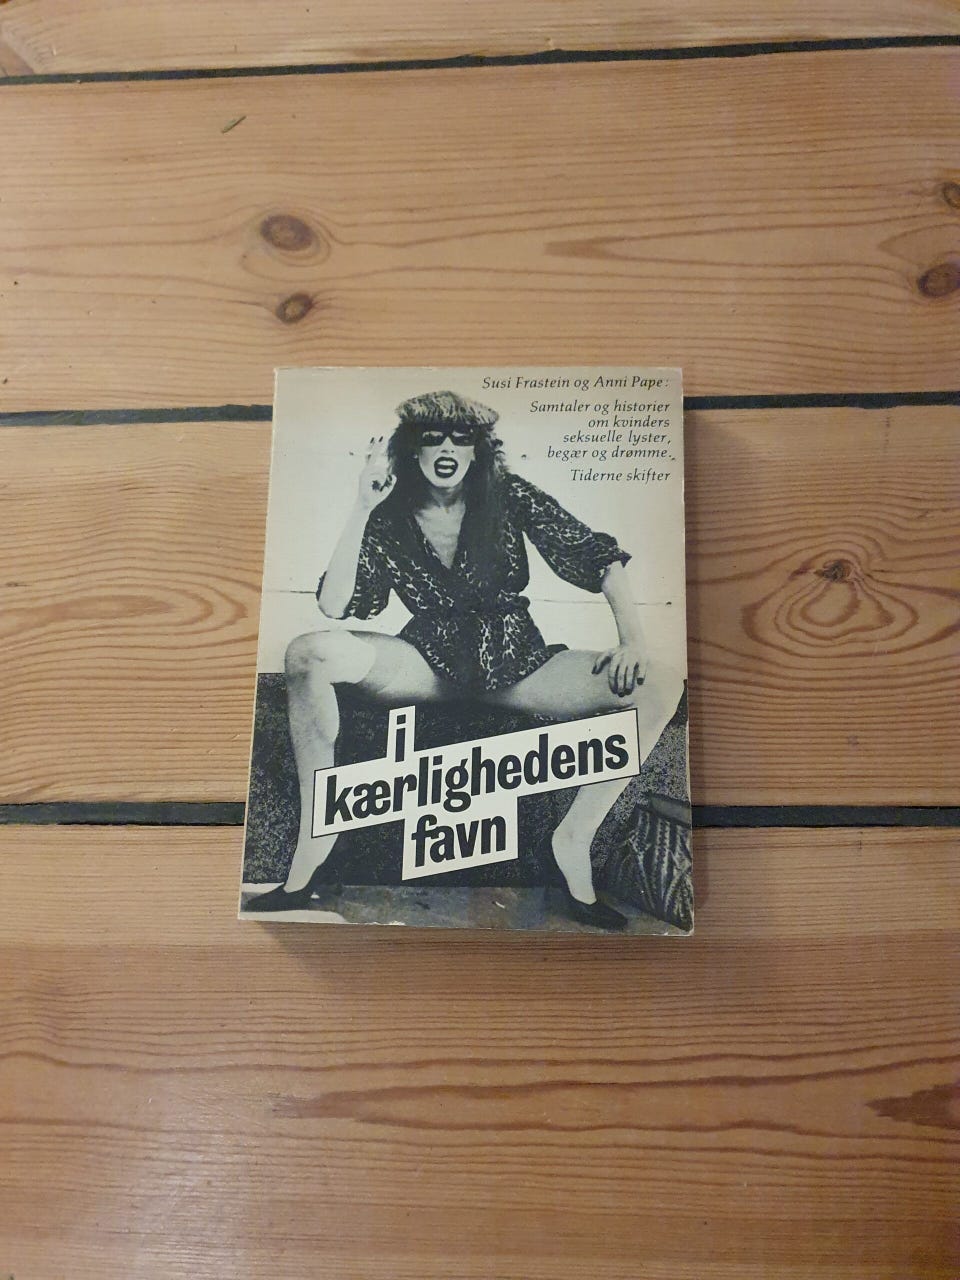 Susi Frastein og Anni Pape:
Samtaler og historier
om kvinders
seksuelle lyster,
begær og drømme.
Tiderne skifter
i
kærlighedens
favn